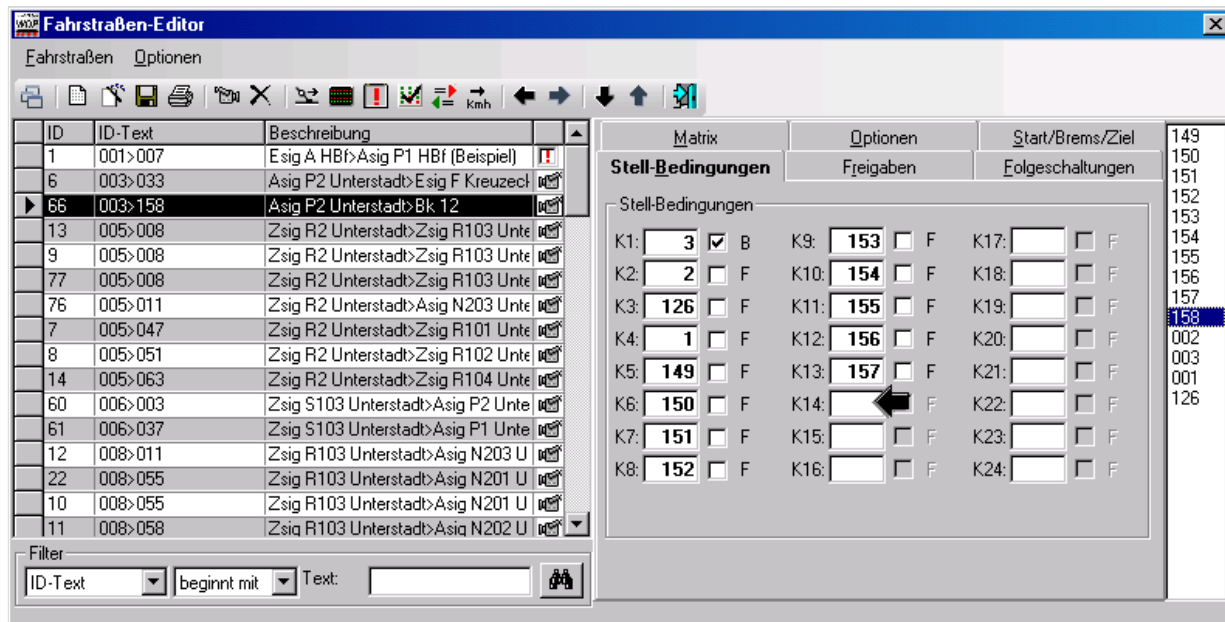 WDP Fahrstraßen-Editor
Fahrstraßen Optionen
Kmh
ID ID-Text Beschreibung
1 001>007 Esig A HBf>Asig P1 HBf (Beispiel)
6 003>033 Asig P2 Unterstadt>Esig F Kreuzeck
66 003>158 Asig P2 Unterstadt>Bk 12
13 005>008 Zsig R2 Unterstadt>Zsig R103 Unte
9 005>008 Zsig R2 Unterstadt>Zsig R103 Unte
77 005>008 Zsig R2 Unterstadt>Zsig R103 Unte
76 005>011 Zsig R2 Unterstadt>Asig N203 Unte
7 005>047 Zsig R2 Unterstadt>Zsig R101 Unte
8 005>051 Zsig R2 Unterstadt>Zsig R102 Unte
14 005>063 Zsig R2 Unterstadt>Zsig R104 Unte
60 006>003 Zsig S103 Unterstadt>Asig P2 Unte
61 006>037 Zsig S103 Unterstadt>Asig P1 Unte
12 008>011 Zsig R103 Unterstadt>Asig N203 U
22 008>055 Zsig R103 Unterstadt>Asig N201 U
10 008>055 Zsig R103 Unterstadt>Asig N201 U
11 008>058 Zsig R103 Unterstadt>Asig N202 U
Filter
ID-Text beginnt mit Text:
Matrix Optionen Start/Brems/Ziel
Stell-Bedingungen Freigaben Folgeschaltungen
Stell-Bedingungen
K1: 3 B K9: 153 F K17: F
K2: 2 F K10: 154 F K18: F
K3: 126 F K11: 155 F K19: F
K4: 1 F K12: 156 F K20: F
K5: 149 F K13: 157 F K21: F
K6: 150 F K14: F K22: F
K7: 151 F K15: F K23: F
K8: 152 F K16: F K24: F
149
150
151
152
153
154
155
156
157
158
002
003
001
126